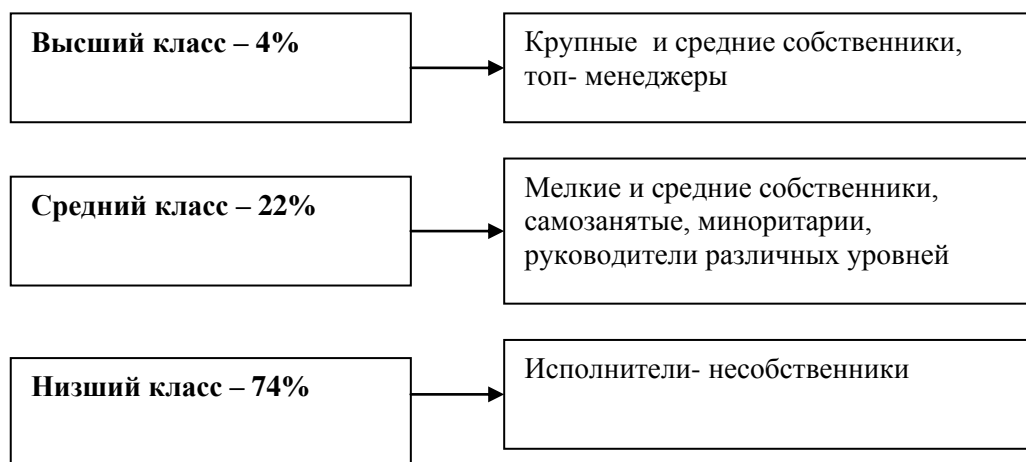 Высший класс – 4%
Крупные и средние собственники,
топ- менеджеры
Средний класс – 22%
Мелкие и средние собственники,
самозанятые, миноритарии,
руководители различных уровней
Низший класс – 74%
Исполнители- несобственники